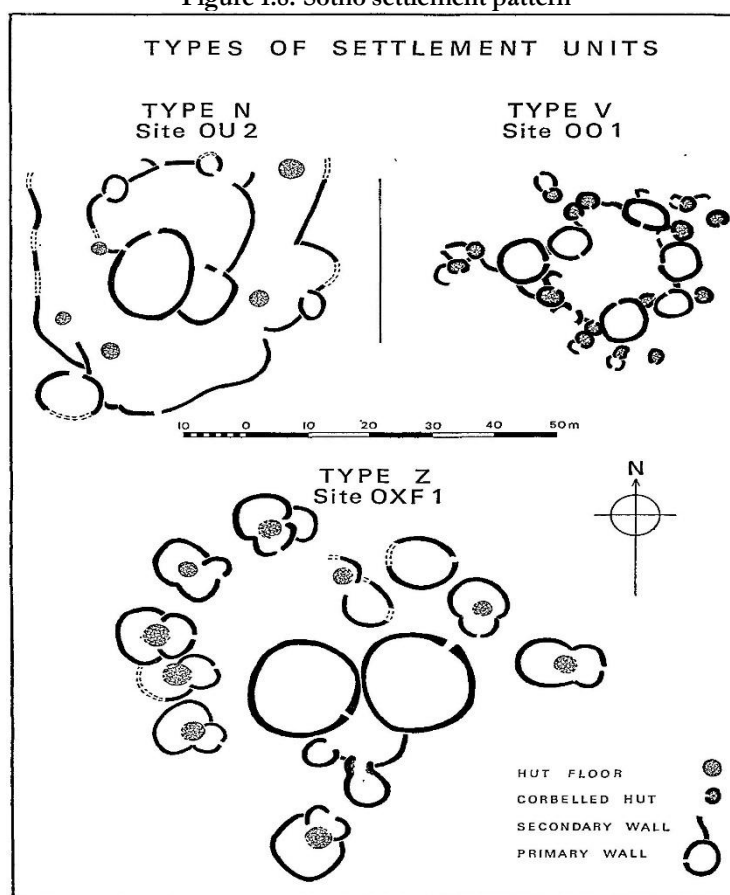 Figure 1.8: Sotho settlement pattern
TYPES OF SETTLEMENT UNITS
TYPE N
Site OU 2
TYPE V
Site OO 1
10 0 10 20 30 40 50m
TYPE Z
Site OXF 1
N
HUT FLOOR
CORBELLED HUT
SECONDARY WALL
PRIMARY WALL